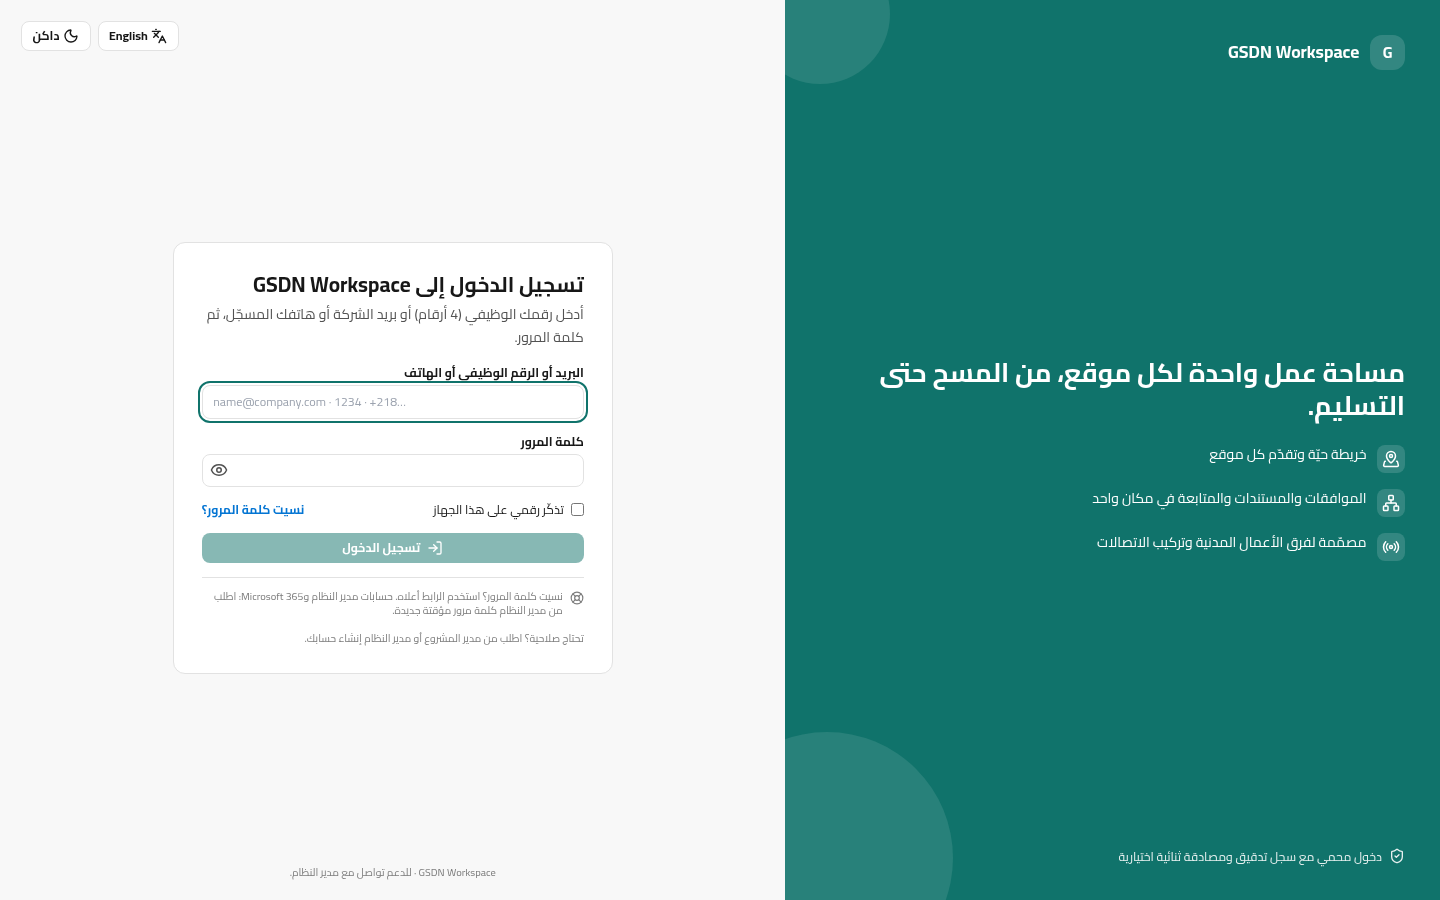 G
GSDN Workspace
مساحة عمل واحدة لكل موقع، من المسح حتى
التسليم.
خريطة حيّة وتقدّم كل موقع
الموافقات والمستندات والمتابعة في مكان واحد
مصمّمة لفرق الأعمال المدنية وتركيب الاتصالات
دخول محمي مع سجل تدقيق ومصادقة ثنائية اختيارية
English
داكن
تسجيل الدخول إلى GSDN Workspace
أدخل رقمك الوظيفي (4 أرقام) أو بريد الشركة أو هاتفك المسجّل، ثم
كلمة المرور.
البريد أو الرقم الوظيفي أو الهاتف
name@company.com · 1234 · +218...
كلمة المرور
تذكّر رقمي على هذا الجهاز
نسيت كلمة المرور؟
تسجيل الدخول
نسيت كلمة المرور؟ استخدم الرابط أعلاه. حسابات مدير النظام وMicrosoft 365: اطلب
من مدير النظام كلمة مرور مؤقتة جديدة.
تحتاج صلاحية؟ اطلب من مدير المشروع أو مدير النظام إنشاء حسابك.
GSDN Workspace · للدعم تواصل مع مدير النظام.